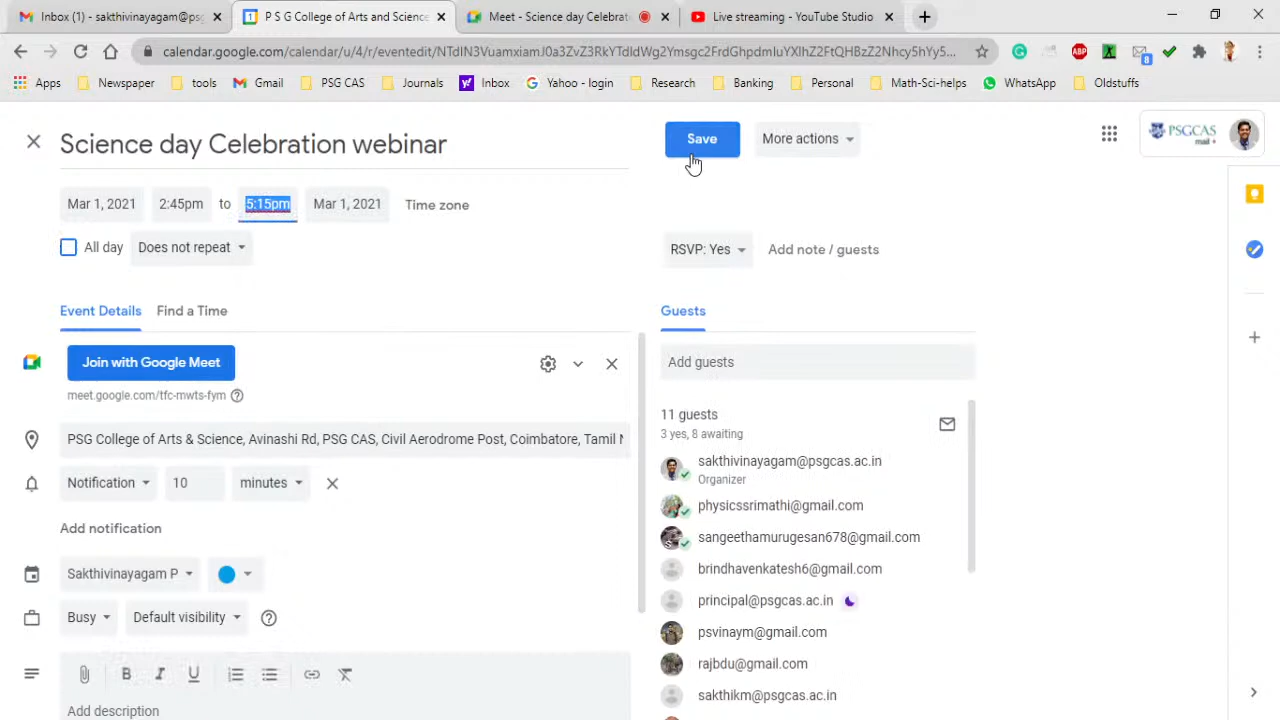 Inbox (1) - sakthivinayagam
P S G College of Arts and Scienc
Meet - Science day Celebrat
Live streaming - YouTube Studio
calendar.google.com/calendar/u/4/r/eventedit/
Apps
Newspaper
Tools
Gmail
PSG CAS
Journals
Inbox
Zoho - login
Research
Banking
Personal
Math-Sci-helps
WhatsApp
Oldstuffs
ABP
8
Science day Celebration webinar
Save
More actions
PSGCAS
mail
Mar 1, 2021
2:45pm
to
5:15pm
Mar 1, 2021
Time zone
All day
Does not repeat
RSVP: Yes
Add note / guests
Event Details
Find a Time
Guests
Join with Google Meet
meet.google.com/tfc-mwts-fym
Add guests
PSG College of Arts & Science, Avinashi Rd, PSG CAS, Civil Aerodrome Post, Coimbatore, Tamil N
11 guests
3 yes, 8 awaiting
sakthivinayagam@psgcas.ac.in
Organizer
Notification
10
minutes
physicssrimathi@gmail.com
Add notification
sangeethamurugesan678@gmail.com
brindhavenkatesh6@gmail.com
Sakthivinayagam P
principal@psgcas.ac.in
Busy
Default visibility
psvinaym@gmail.com
rajbdu@gmail.com
B
I
U
sakthikm@psgcas.ac.in
Add description